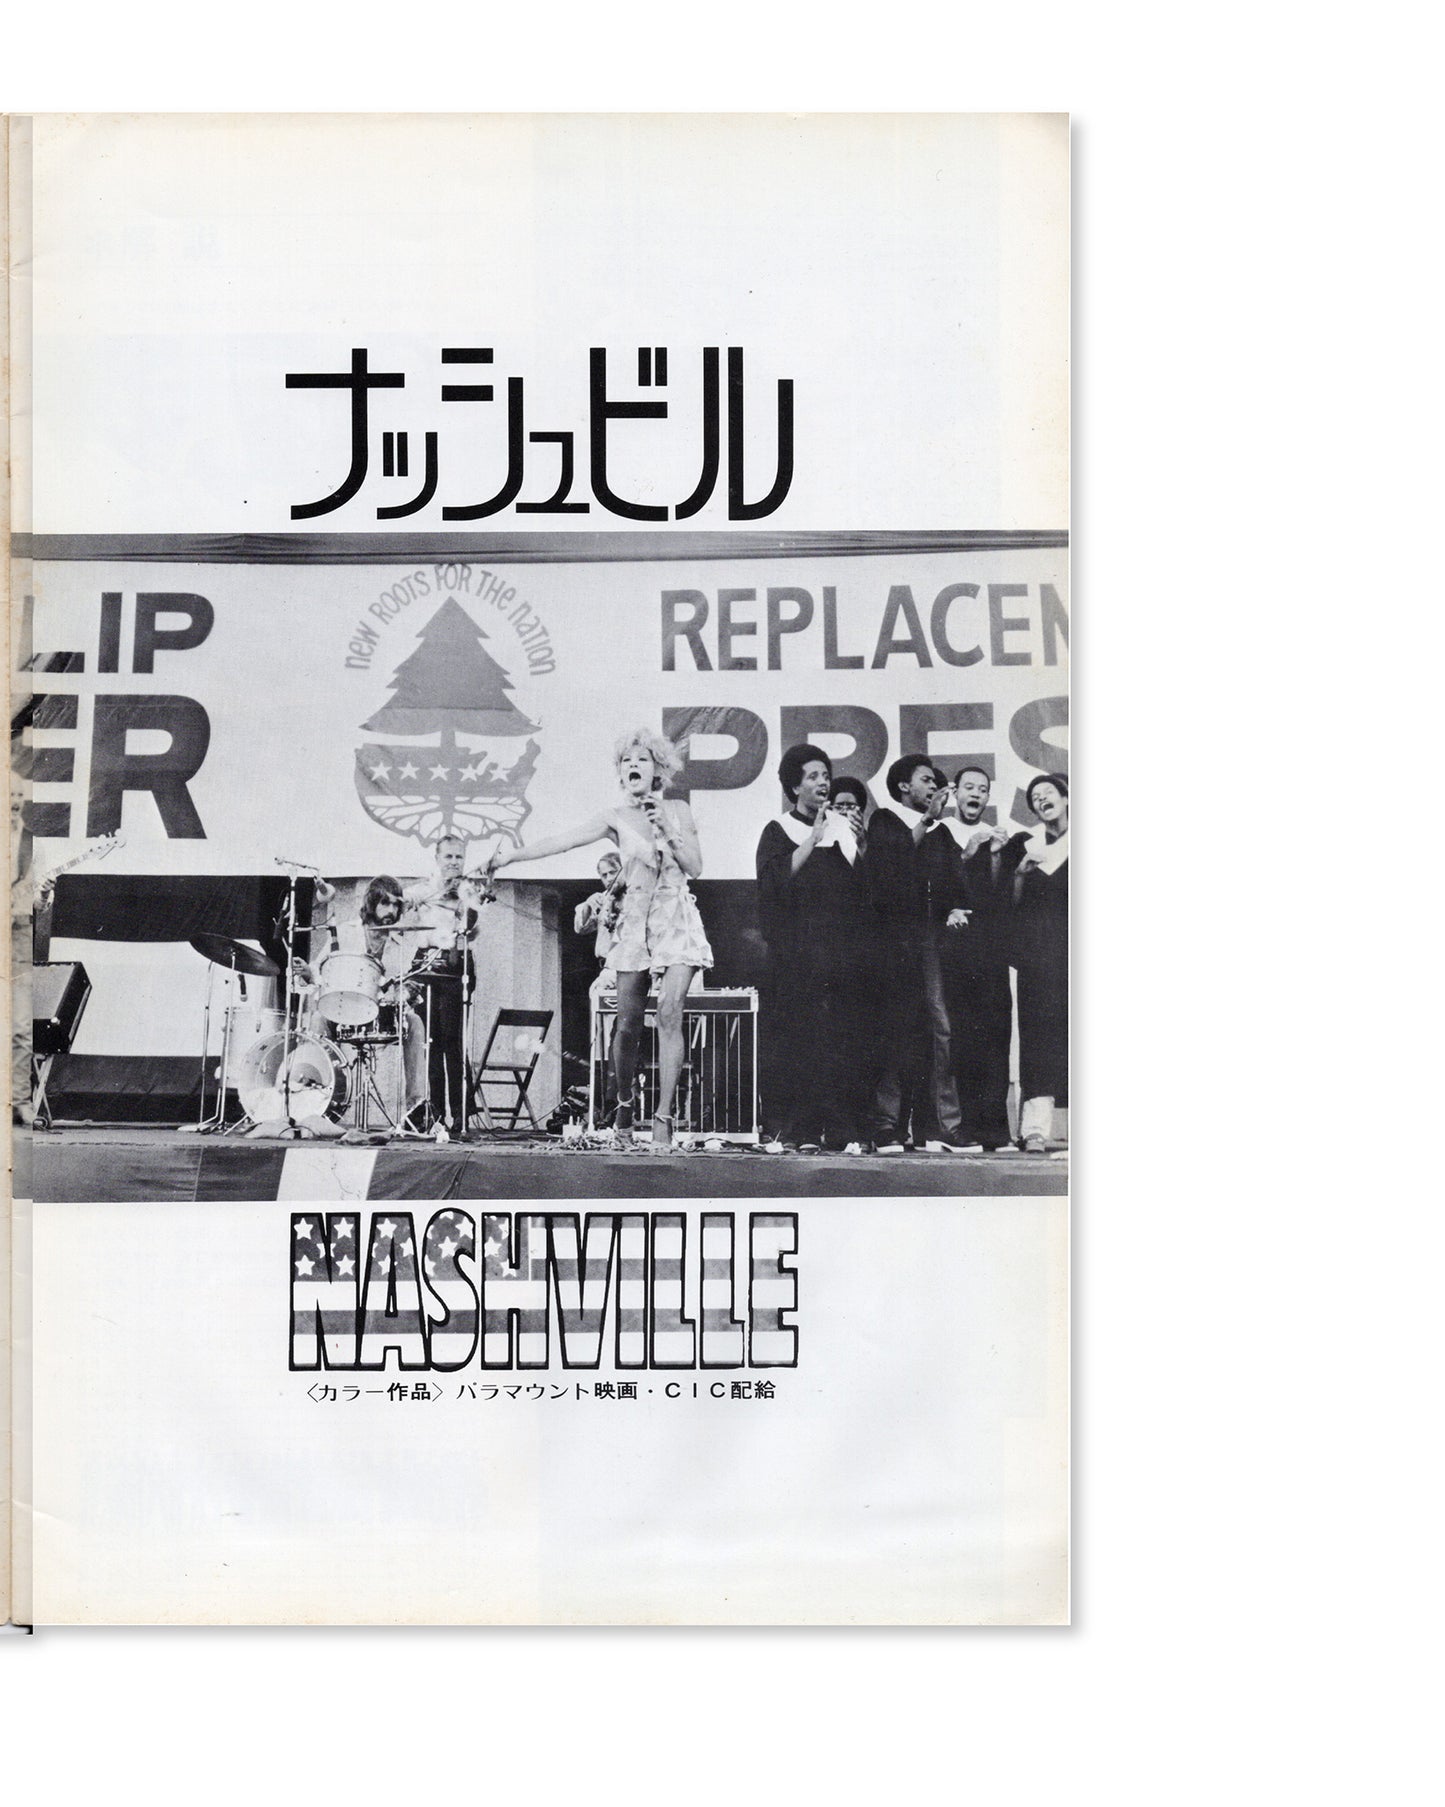 ナッシュビル
new ROOTS FOR THe nation
LIP
ER
REPLACEM
PRES
NASHVILLE
〈カラー作品〉パラマウント映画・CIC配給